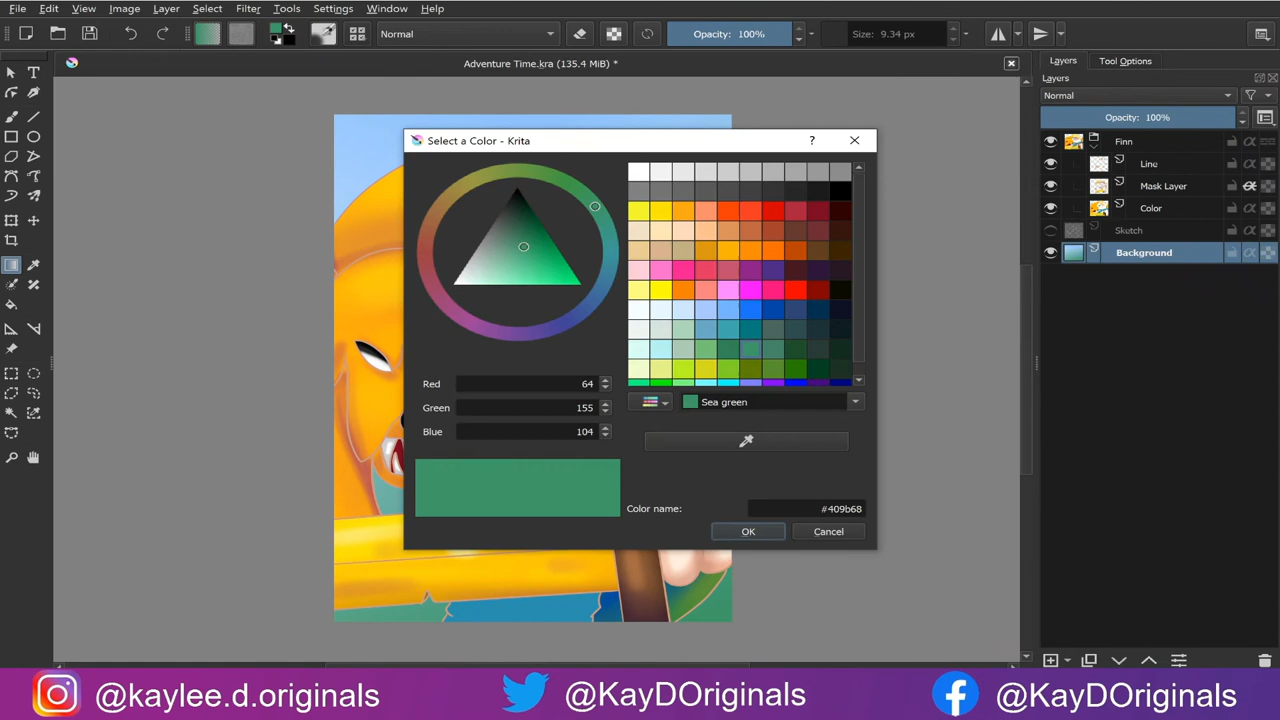 File Edit View Image Layer Select Filter Tools Settings Window Help
Normal Opacity: 100% Size: 9.34 px
Adventure Time.kra (135.4 MiB) *
Layers Tool Options
Layers
Normal
Opacity: 100%
Finn
Line
Mask Layer
Color
Sketch
Background
Select a Color - Krita
Red 64
Green 155
Blue 104
Sea green
Color name: #409b68
OK Cancel
@kaylee.d.originals @KayDOriginals @KayDOriginals